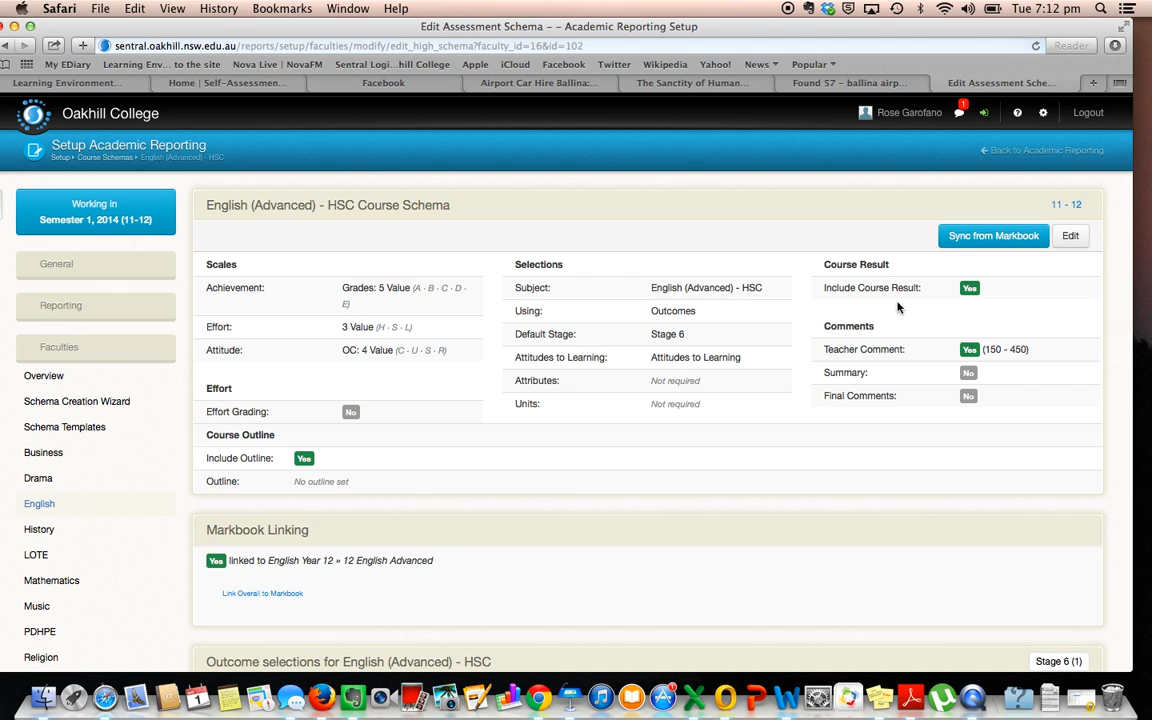 Safari File Edit View History Bookmarks Window Help Tue 7:12 pm
Edit Assessment Schema – – Academic Reporting Setup
sentral.oakhill.nsw.edu.au/reports/setup/faculties/modify/edit_high_schema?faculty_id=16&id=102 Reader
My EDiary Learning Env... to the site Nova Live | NovaFM Sentral Logi...hill College Apple iCloud Facebook Twitter Wikipedia Yahoo! News Popular
Learning Environment... Home | Self–Assessmen... Facebook Airport Car Hire Ballina:... The Sanctity of Human... Found 57 – ballina airp... Edit Assessment Sche...
Oakhill College Rose Garofano 1 Logout
Setup Academic Reporting
Setup Course Schemas English (Advanced) - HSC Back to Academic Reporting
Working in
Semester 1, 2014 (11-12)
General
Reporting
Faculties
Overview
Schema Creation Wizard
Schema Templates
Business
Drama
English
History
LOTE
Mathematics
Music
PDHPE
Religion
English (Advanced) - HSC Course Schema 11 - 12
Sync from Markbook Edit
Scales
Achievement: Grades: 5 Value (A · B · C · D ·
E)
Effort: 3 Value (H · S · L)
Attitude: OC: 4 Value (C · U · S · R)
Effort
Effort Grading: No
Selections
Subject: English (Advanced) - HSC
Using: Outcomes
Default Stage: Stage 6
Attitudes to Learning: Attitudes to Learning
Attributes: Not required
Units: Not required
Course Result
Include Course Result: Yes
Comments
Teacher Comment: Yes (150 - 450)
Summary: No
Final Comments: No
Course Outline
Include Outline: Yes
Outline: No outline set
Markbook Linking
Yes linked to English Year 12 » 12 English Advanced
Link Overall to Markbook
Outcome selections for English (Advanced) - HSC Stage 6 (1)